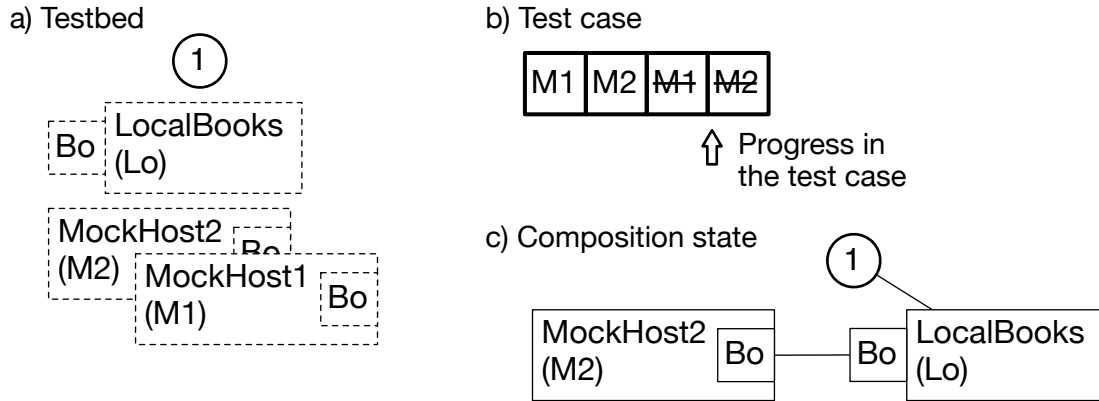 a) Testbed
1
Bo
LocalBooks
(Lo)
MockHost2
(M2)
Bo
MockHost1
(M1)
Bo
b) Test case
M1 M2 M1 M2
Progress in
the test case
c) Composition state
1
MockHost2
(M2)
Bo
Bo
LocalBooks
(Lo)